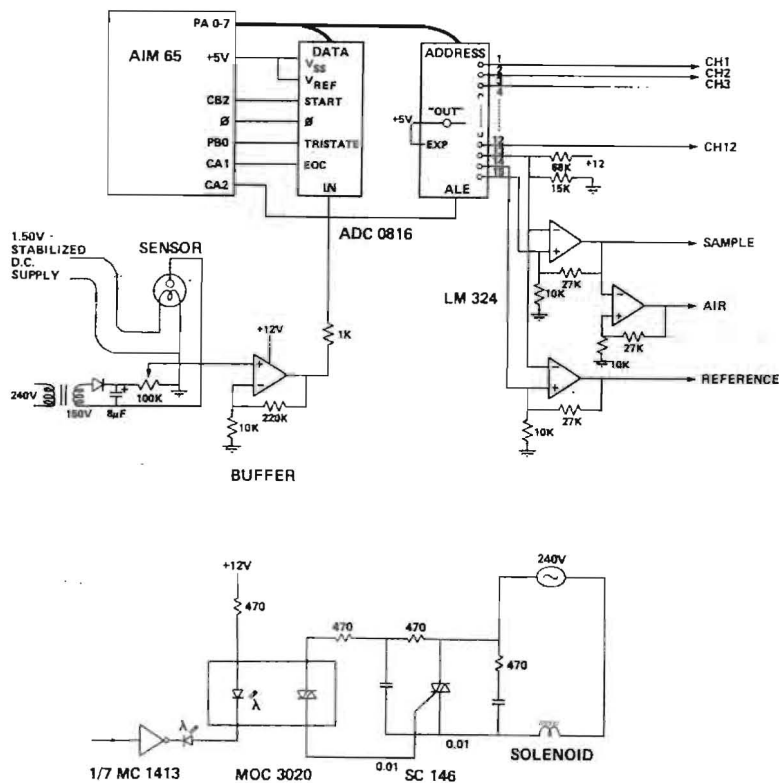 PA 0-7
AIM 65
+5V
CB2
Ø
PB0
CA1
CA2
DATA
VSS
VREF
START
Ø
TRISTATE
EOC
IN
ADC 0816
ADDRESS
"OUT"
+5V
EXP
ALE
1
2
3
4
12
CH1
CH2
CH3
CH12
68K
+12
15K
SAMPLE
10K
27K
AIR
LM 324
10K
27K
REFERENCE
10K
27K
1.50V
STABILIZED
D.C.
SUPPLY
SENSOR
1K
+12V
240V
150V
8µF
100K
10K
220K
BUFFER
+12V
470
λ
λ
1/7 MC 1413
MOC 3020
470
470
470
0.01
0.01
SC 146
240V
SOLENOID